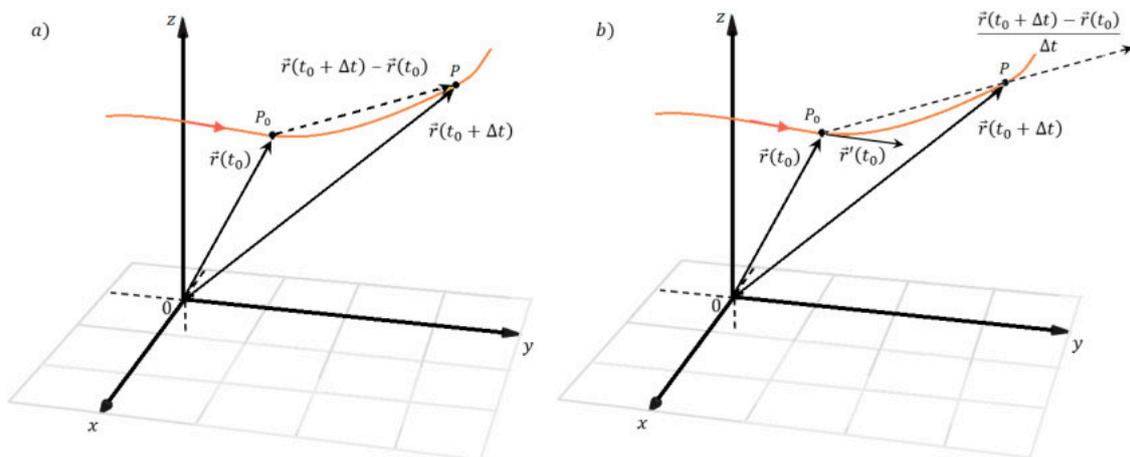 a)
z
r⃗(t₀ + Δt) − r⃗(t₀)
P
P₀
r⃗(t₀ + Δt)
r⃗(t₀)
0
y
x
b)
z
r⃗(t₀ + Δt) − r⃗(t₀)
Δt
P
P₀
r⃗(t₀ + Δt)
r⃗(t₀)
r⃗′(t₀)
0
y
x